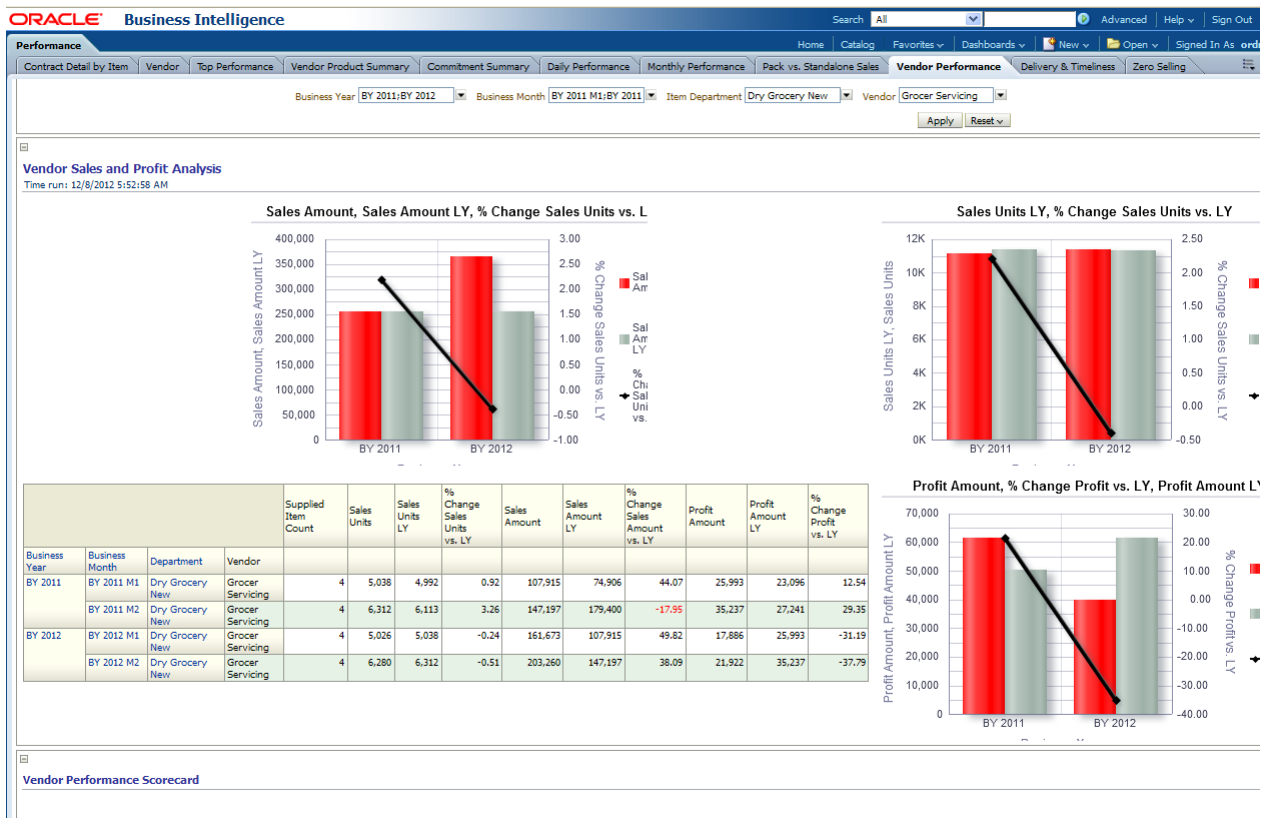 ORACLE Business Intelligence
Search All Advanced Help Sign Out
Performance
Home Catalog Favorites Dashboards New Open Signed In As
Contract Detail by Item Vendor Top Performance Vendor Product Summary Commitment Summary Daily Performance Monthly Performance Pack vs. Standalone Sales Vendor Performance Delivery & Timeliness Zero Selling
Business Year BY 2011;BY 2012 Business Month BY 2011 M1;BY 2011 Item Department Dry Grocery New Vendor Grocer Servicing
Apply Reset
Vendor Sales and Profit Analysis
Time run: 12/8/2012 5:52:58 AM
Sales Amount, Sales Amount LY, % Change Sales Units vs. L
Sales Amount, Sales Amount LY
400,000
350,000
300,000
250,000
200,000
150,000
100,000
50,000
0
3.00
2.50
2.00
1.50
1.00
0.50
0.00
-0.50
-1.00
% Change Sales Units vs. LY
BY 2011 BY 2012
Sal
Am
Sal
Am
LY
%
Cha
Sal
Uni
vs.
Sales Units LY, % Change Sales Units vs. LY
Sales Units LY, Sales Units
12K
10K
8K
6K
4K
2K
0K
2.50
2.00
1.50
1.00
0.50
0.00
-0.50
% Change Sales Units vs. LY
BY 2011 BY 2012
Supplied Item Count Sales Units Sales Units LY % Change Sales Units vs. LY Sales Amount Sales Amount LY % Change Sales Amount vs. LY Profit Amount Profit Amount LY % Change Profit vs. LY
Business Year Business Month Department Vendor
BY 2011 BY 2011 M1 Dry Grocery New Grocer Servicing 4 5,038 4,992 0.92 107,915 74,906 44.07 25,993 23,096 12.54
BY 2011 M2 Dry Grocery New Grocer Servicing 4 6,312 6,113 3.26 147,197 179,400 -17.95 35,237 27,241 29.35
BY 2012 BY 2012 M1 Dry Grocery New Grocer Servicing 4 5,026 5,038 -0.24 161,673 107,915 49.82 17,886 25,993 -31.19
BY 2012 M2 Dry Grocery New Grocer Servicing 4 6,280 6,312 -0.51 203,260 147,197 38.09 21,922 35,237 -37.79
Profit Amount, % Change Profit vs. LY, Profit Amount LY
Profit Amount, Profit Amount LY
70,000
60,000
50,000
40,000
30,000
20,000
10,000
0
30.00
20.00
10.00
0.00
-10.00
-20.00
-30.00
-40.00
% Change Profit vs. LY
BY 2011 BY 2012
Vendor Performance Scorecard